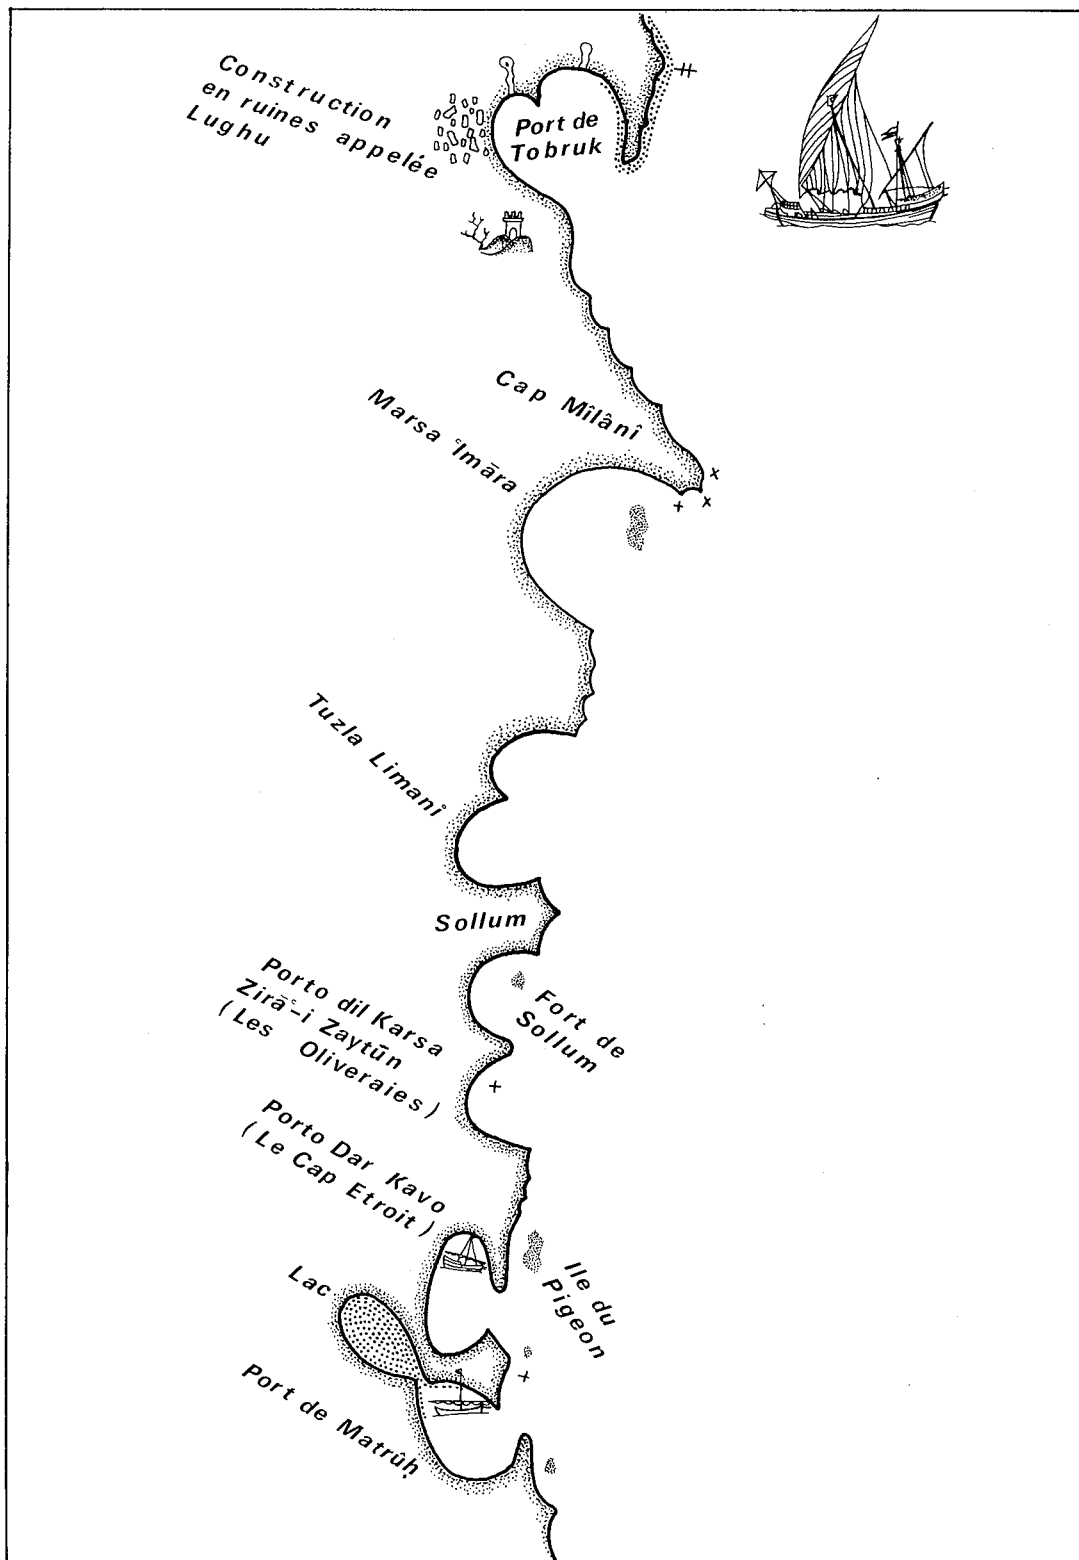 Construction
en ruines appelée
Lughu
Port de
Tobruk
Cap Mîlânî
Marsa ʿImāra
Tuzla Limani
Sollum
Fort de
Sollum
Porto dil Karsa
Zirāʿ-i Zaytūn
(Les Oliveraies)
Porto Dar Kavo
(Le Cap Etroit)
Ile du
Pigeon
Lac
Port de Matrûḥ